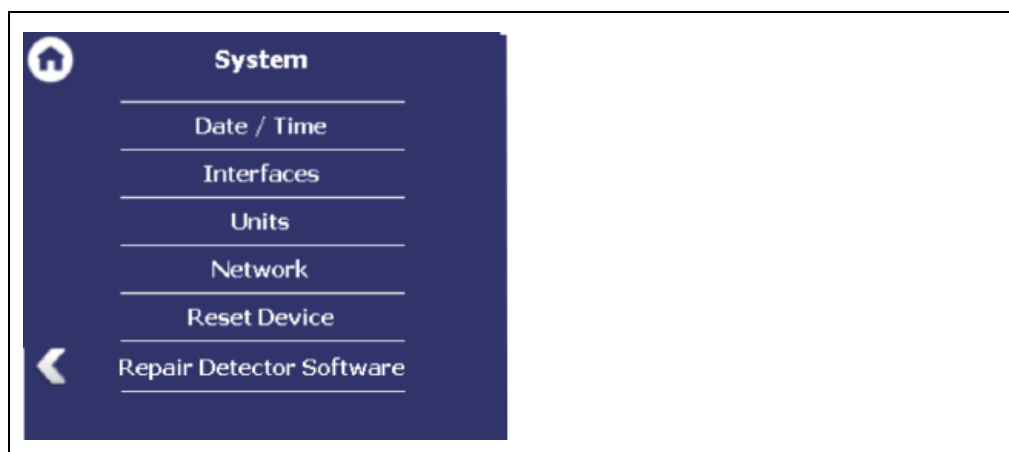 System
Date / Time
Interfaces
Units
Network
Reset Device
Repair Detector Software